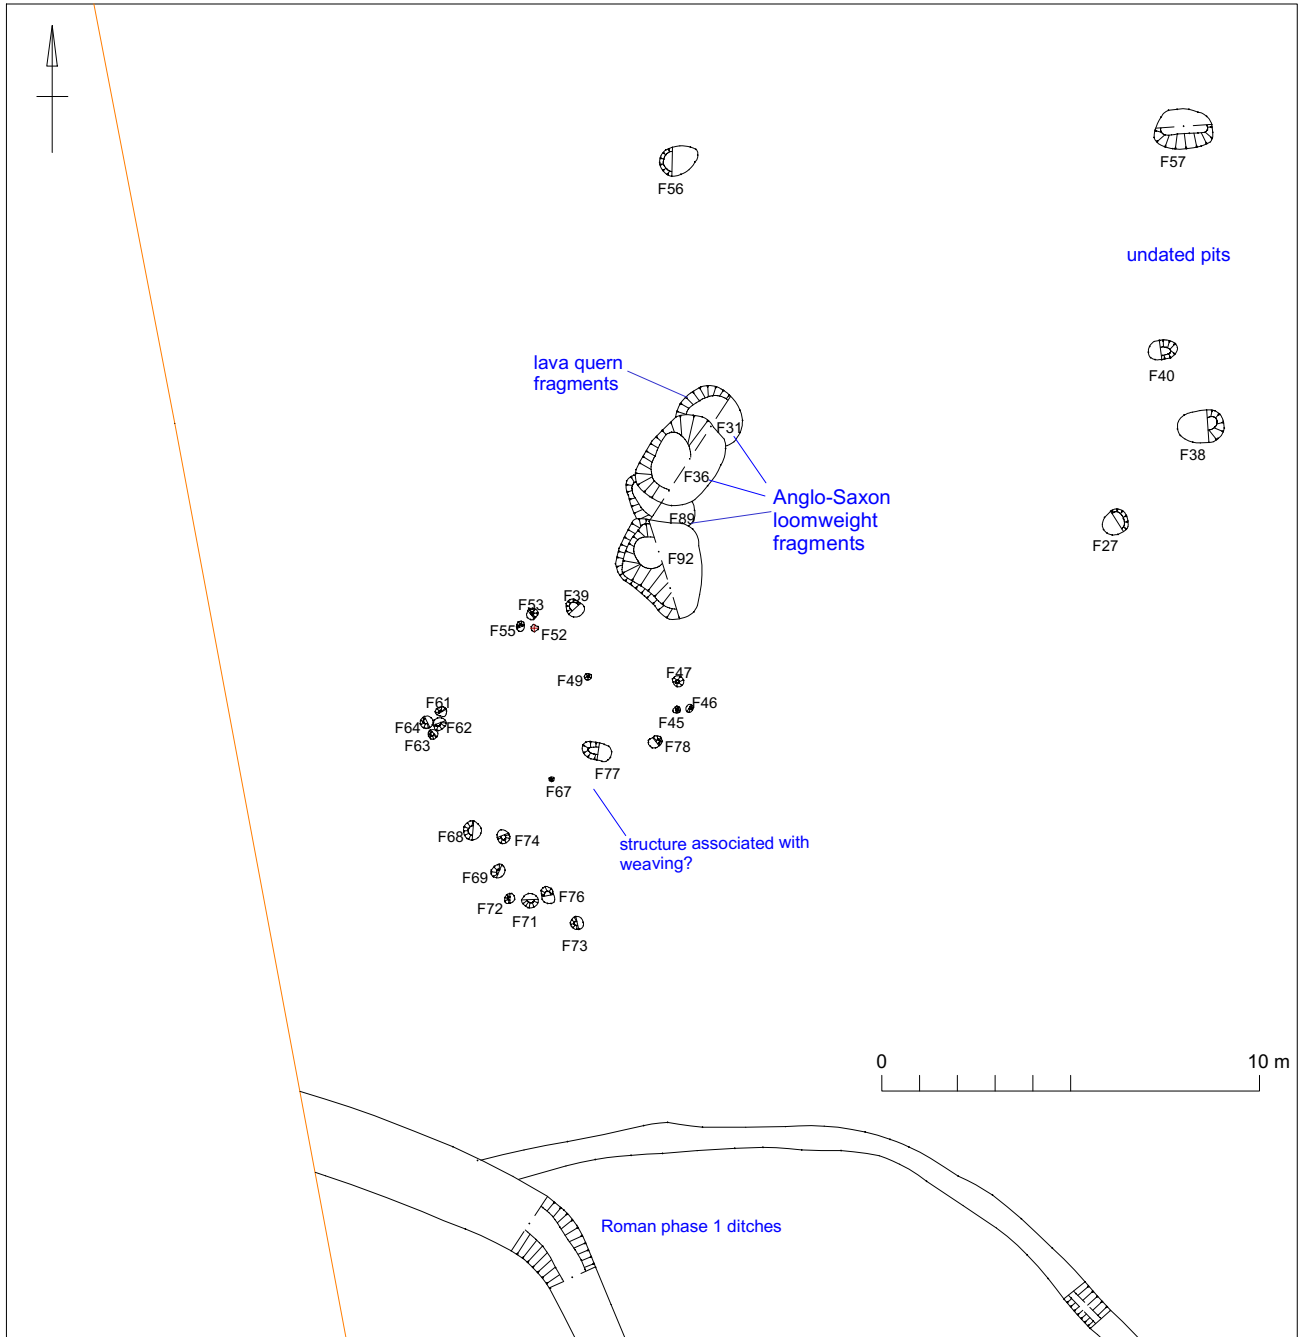 F57
F56
undated pits
lava quern
fragments
F40
F31
F38
F36
Anglo-Saxon
loomweight
fragments
F89
F27
F92
F39
F53
F55
F52
F47
F49
F61
F46
F64
F62
F45
F63
F78
F77
F67
F68
F74
structure associated with
weaving?
F69
F76
F72
F71
F73
0
10 m
Roman phase 1 ditches